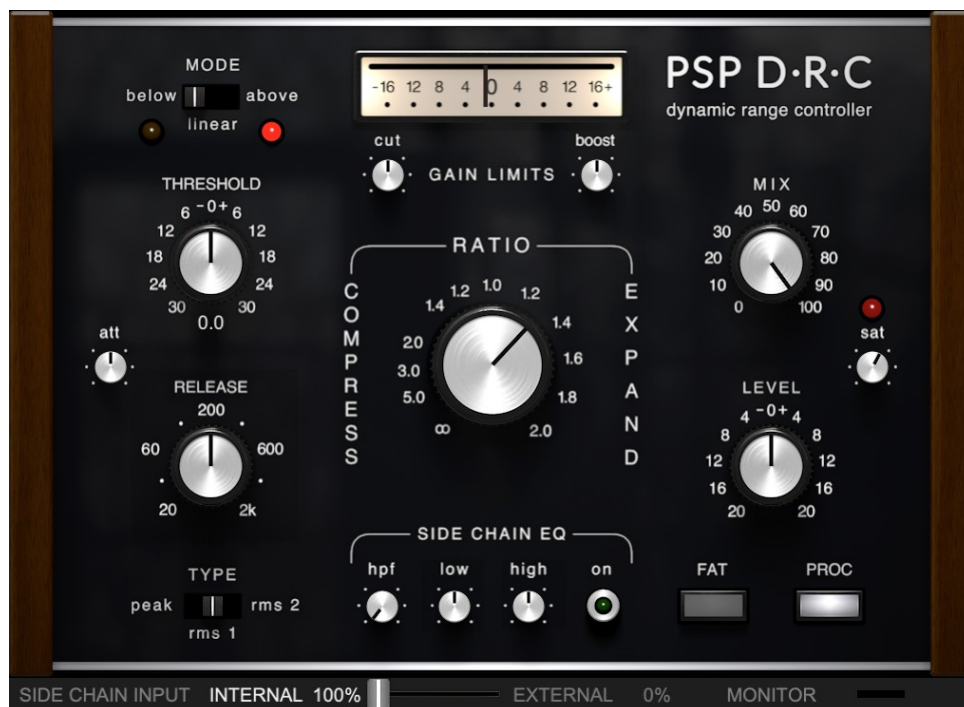 MODE
below above
linear
-16 12 8 4 0 4 8 12 16+
PSP D·R·C
dynamic range controller
cut boost
GAIN LIMITS
THRESHOLD
30 24 18 12 6 -0+ 6 12 18 24 30
0.0
att
RELEASE
20 60 200 600 2k
TYPE
peak rms 2
rms 1
RATIO
COMPRESS
EXPAND
∞ 5.0 3.0 2.0 1.4 1.2 1.0 1.2 1.4 1.6 1.8 2.0
MIX
0 10 20 30 40 50 60 70 80 90 100
sat
LEVEL
20 16 12 8 4 -0+ 4 8 12 16 20
SIDE CHAIN EQ
hpf low high on
FAT PROC
SIDE CHAIN INPUT INTERNAL 100% EXTERNAL 0% MONITOR